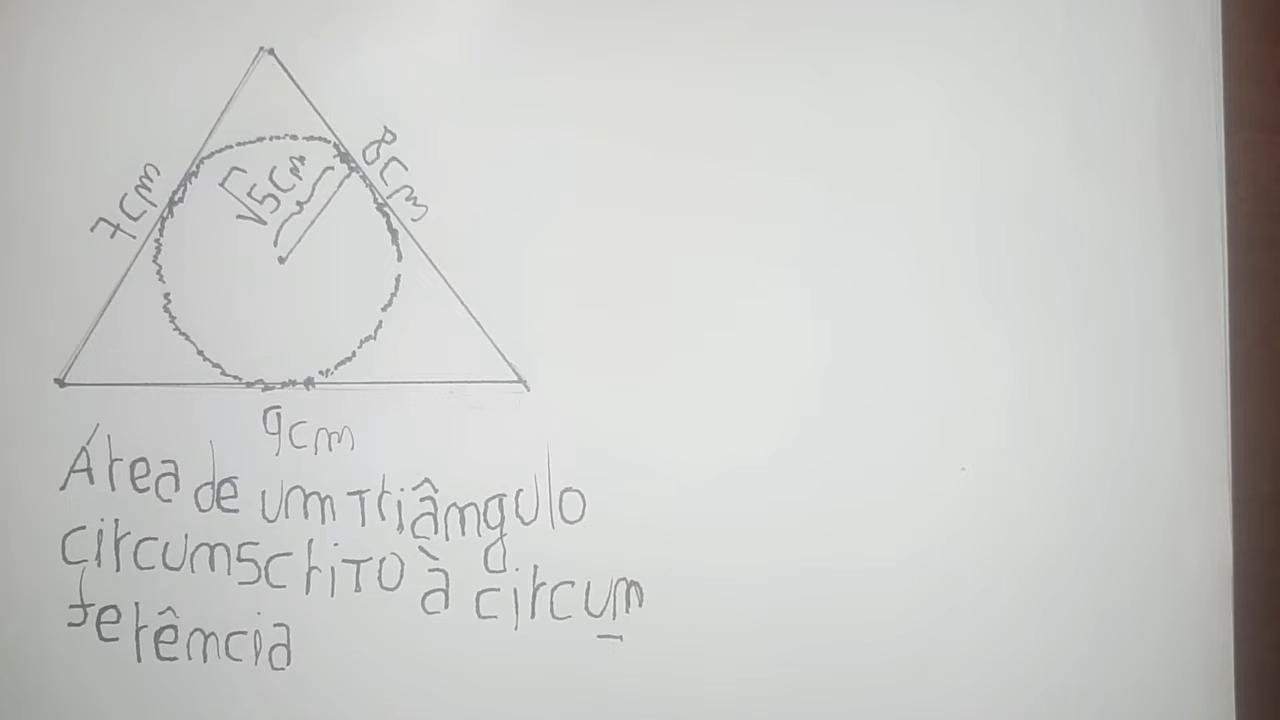 7cm
8cm
√5cm
9cm
Área de um triângulo
circumscrito à circum
ferência